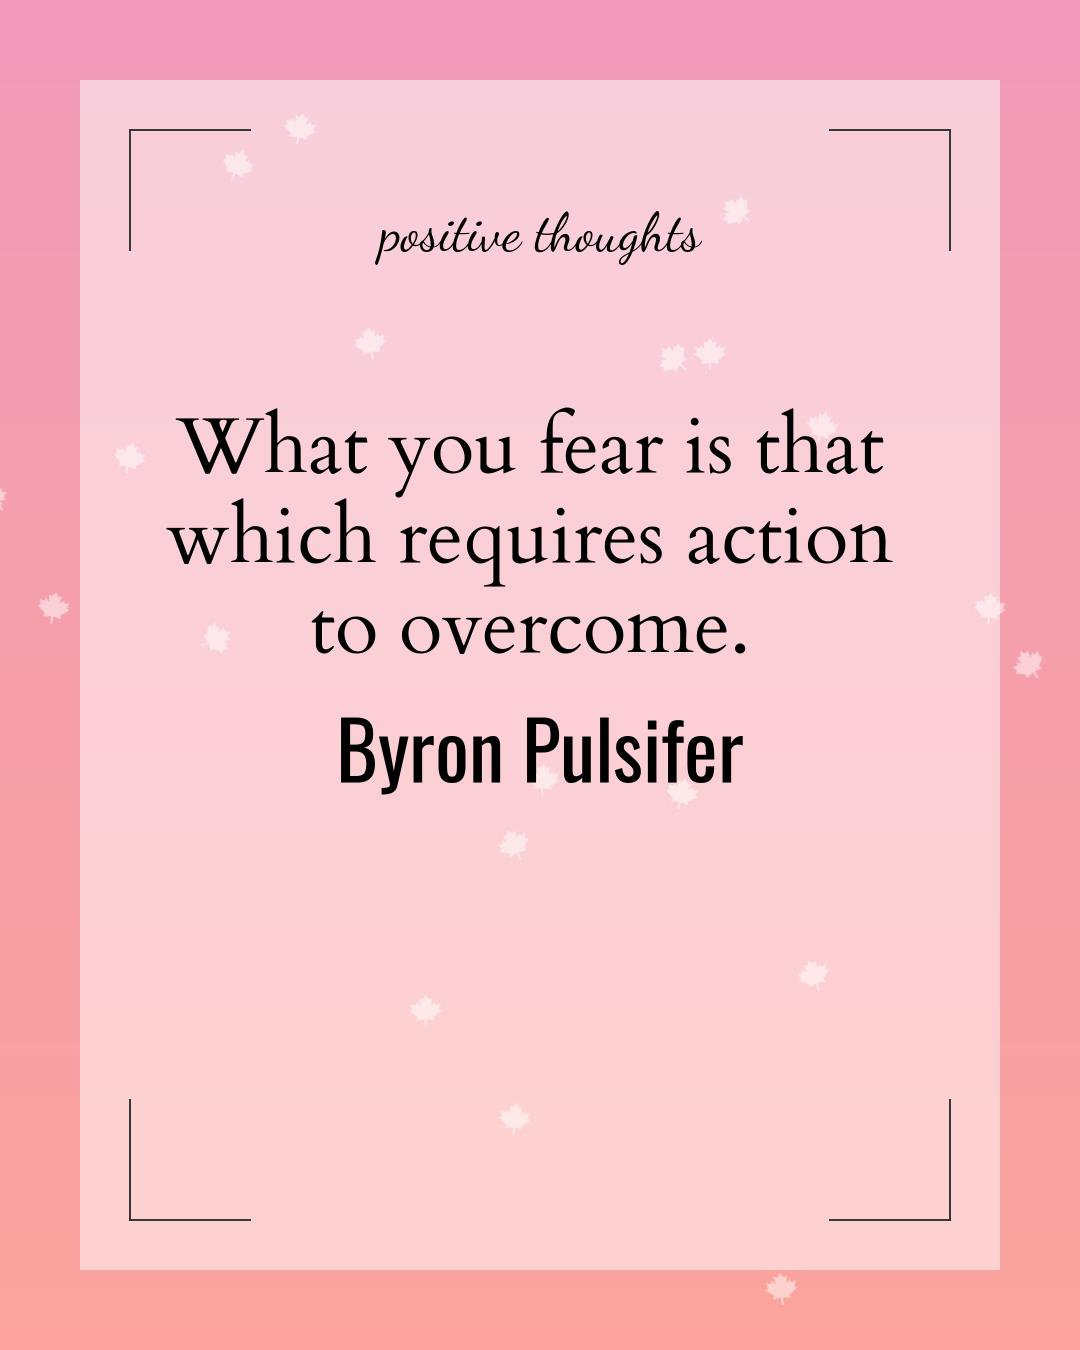 positive thoughts
What you fear is that
which requires action
to overcome.
Byron Pulsifer